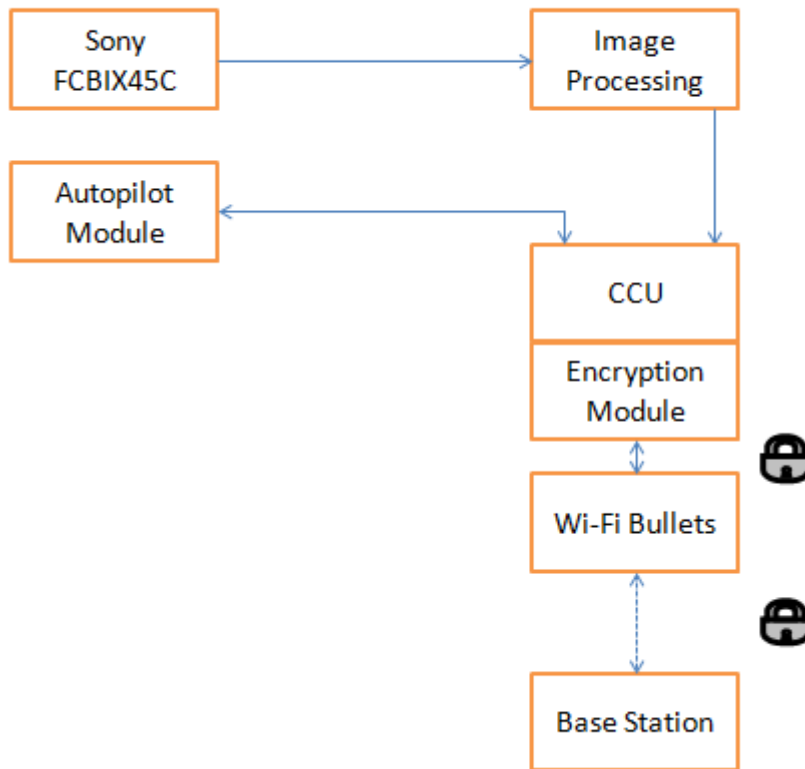 Sony
FCBIX45C
Image
Processing
Autopilot
Module
CCU
Encryption
Module
Wi-Fi Bullets
Base Station